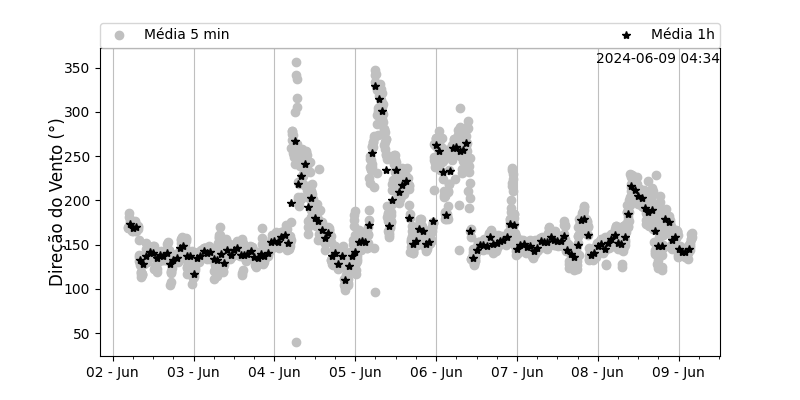 Média 5 min
Média 1h
2024-06-09 04:34
Direção do Vento (°)
350
300
250
200
150
100
50
02 - Jun
03 - Jun
04 - Jun
05 - Jun
06 - Jun
07 - Jun
08 - Jun
09 - Jun